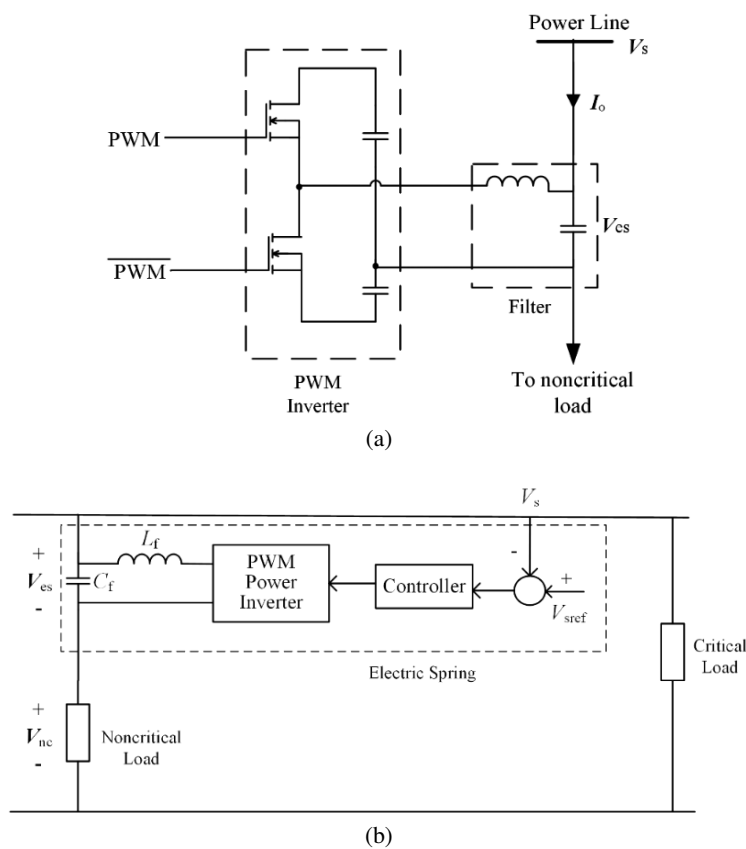 Power Line
Vs
Io
PWM
PWM
Ves
Filter
PWM
Inverter
To noncritical
load
(a)
Vs
Lf
+
Ves
-
Cf
PWM
Power
Inverter
Controller
-
+
Vsref
Electric Spring
Critical
Load
+
Vnc
-
Noncritical
Load
(b)